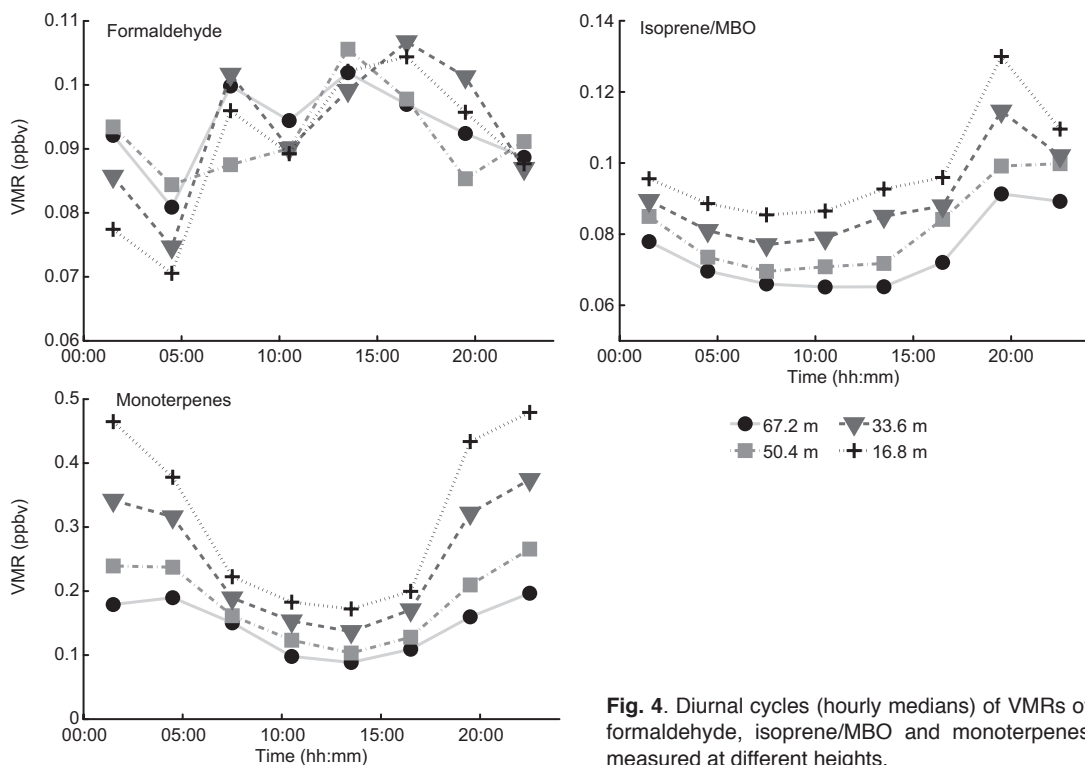 0.11
Formaldehyde
0.1
0.09
0.08
0.07
0.06
VMR (ppbv)
00:00 05:00 10:00 15:00 20:00
0.14
Isoprene/MBO
0.12
0.1
0.08
0.06
00:00 05:00 10:00 15:00 20:00
Time (hh:mm)
67.2 m 33.6 m
50.4 m 16.8 m
0.5
Monoterpenes
0.4
0.3
0.2
0.1
0
VMR (ppbv)
00:00 05:00 10:00 15:00 20:00
Time (hh:mm)
Fig. 4. Diurnal cycles (hourly medians) of VMRs of
formaldehyde, isoprene/MBO and monoterpenes
measured at different heights.